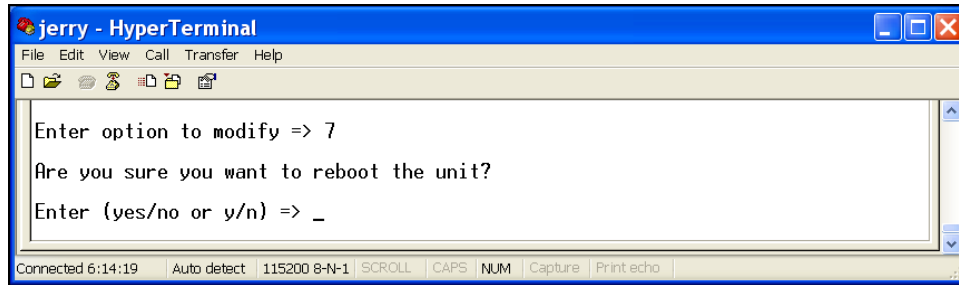 jerry - HyperTerminal
File Edit View Call Transfer Help
Enter option to modify => 7
Are you sure you want to reboot the unit?
Enter (yes/no or y/n) => _
Connected 6:14:19 Auto detect 115200 8-N-1 SCROLL CAPS NUM Capture Print echo